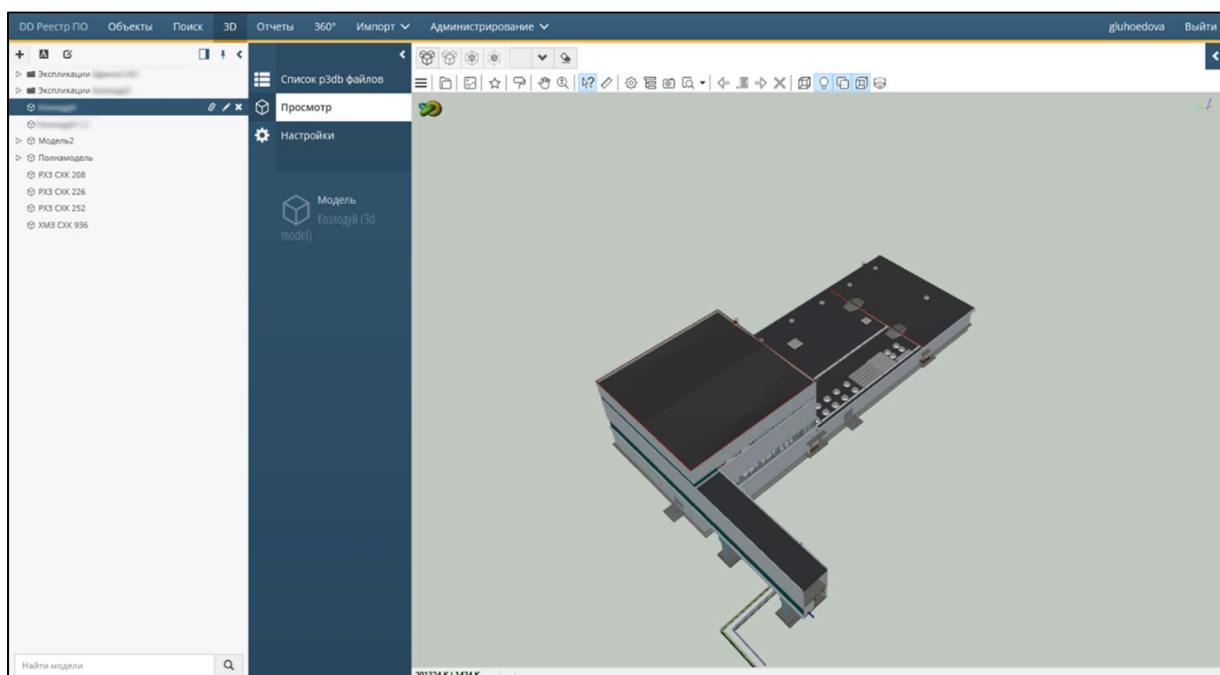 DD Реестр ПО Объекты Поиск 3D Отчеты 360° Импорт Администрирование gluhoedova Выйти
Экспликации
Экспликации
Модель2
Полнамодель
РХЗ СХК 208
РХЗ СХК 226
РХЗ СХК 252
ХМЗ СХК 936
Найти модели
Список p3db файлов
Просмотр
Настройки
Модель
Козлодуй (3d
model)
201324 K / 1424 K